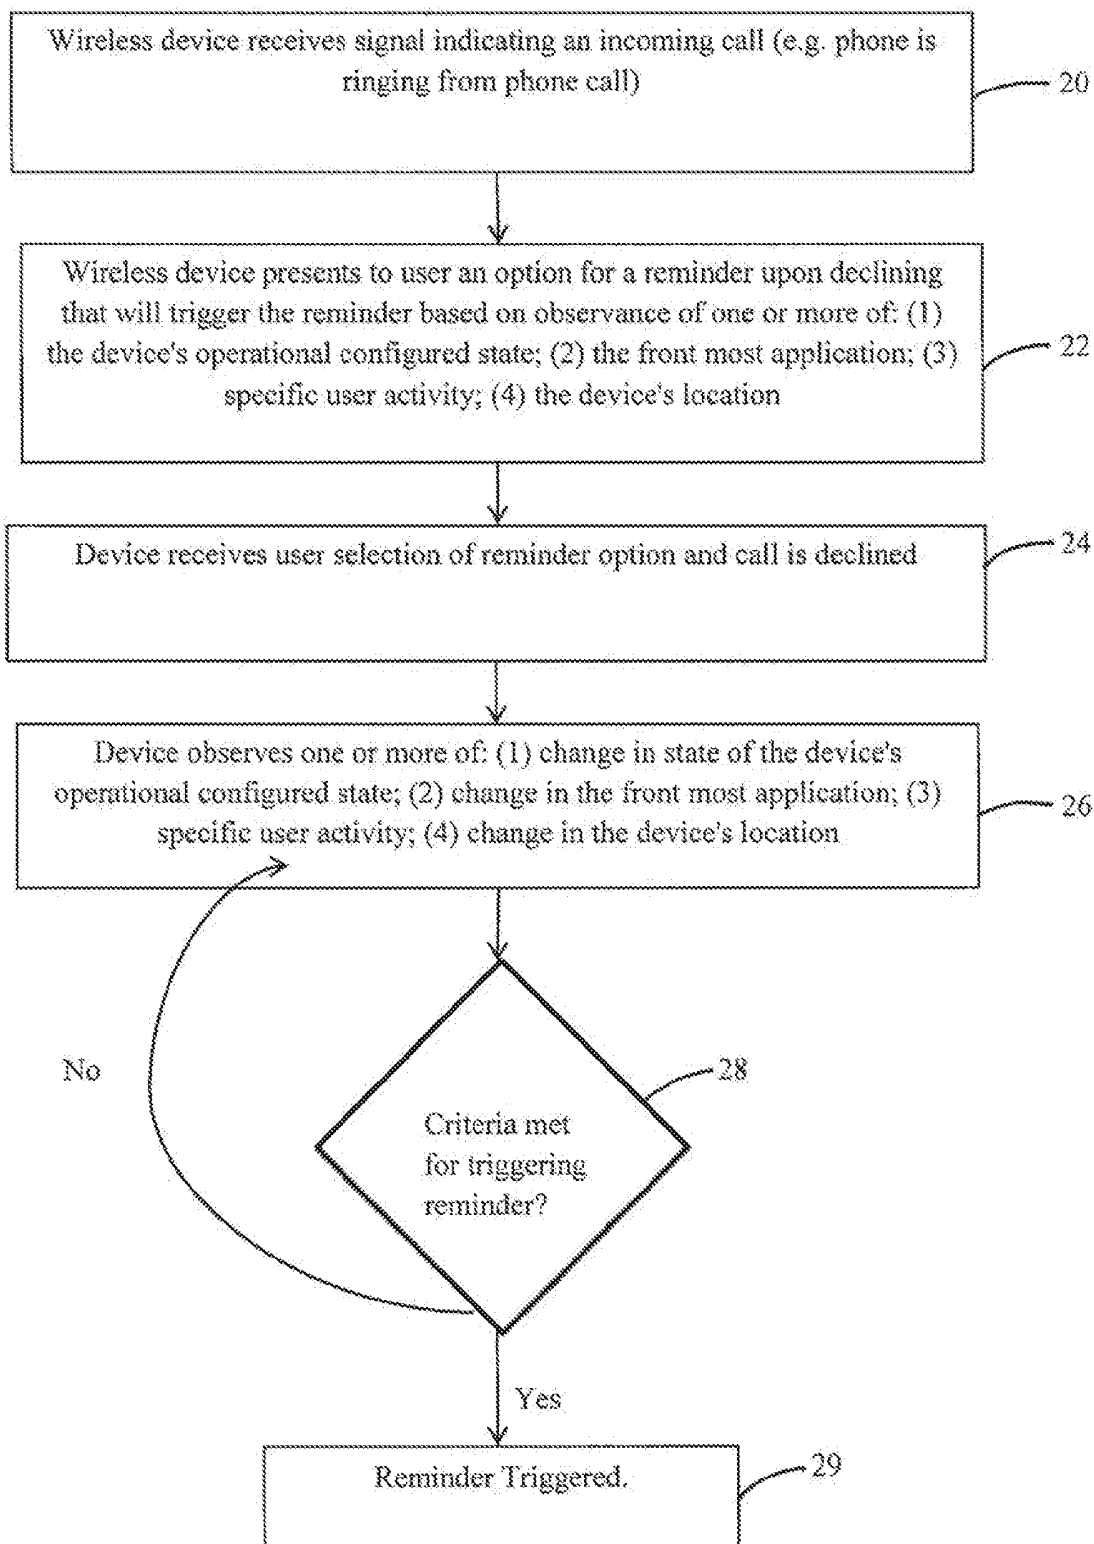 Wireless device receives signal indicating an incoming call (e.g. phone is
ringing from phone call)
20
Wireless device presents to user an option for a reminder upon declining
that will trigger the reminder based on observance of one or more of: (1)
the device's operational configured state; (2) the front most application; (3)
specific user activity; (4) the device's location
22
Device receives user selection of reminder option and call is declined
24
Device observes one or more of: (1) change in state of the device's
operational configured state; (2) change in the front most application; (3)
specific user activity; (4) change in the device's location
26
No
28
Criteria met
for triggering
reminder?
Yes
Reminder Triggered.
29